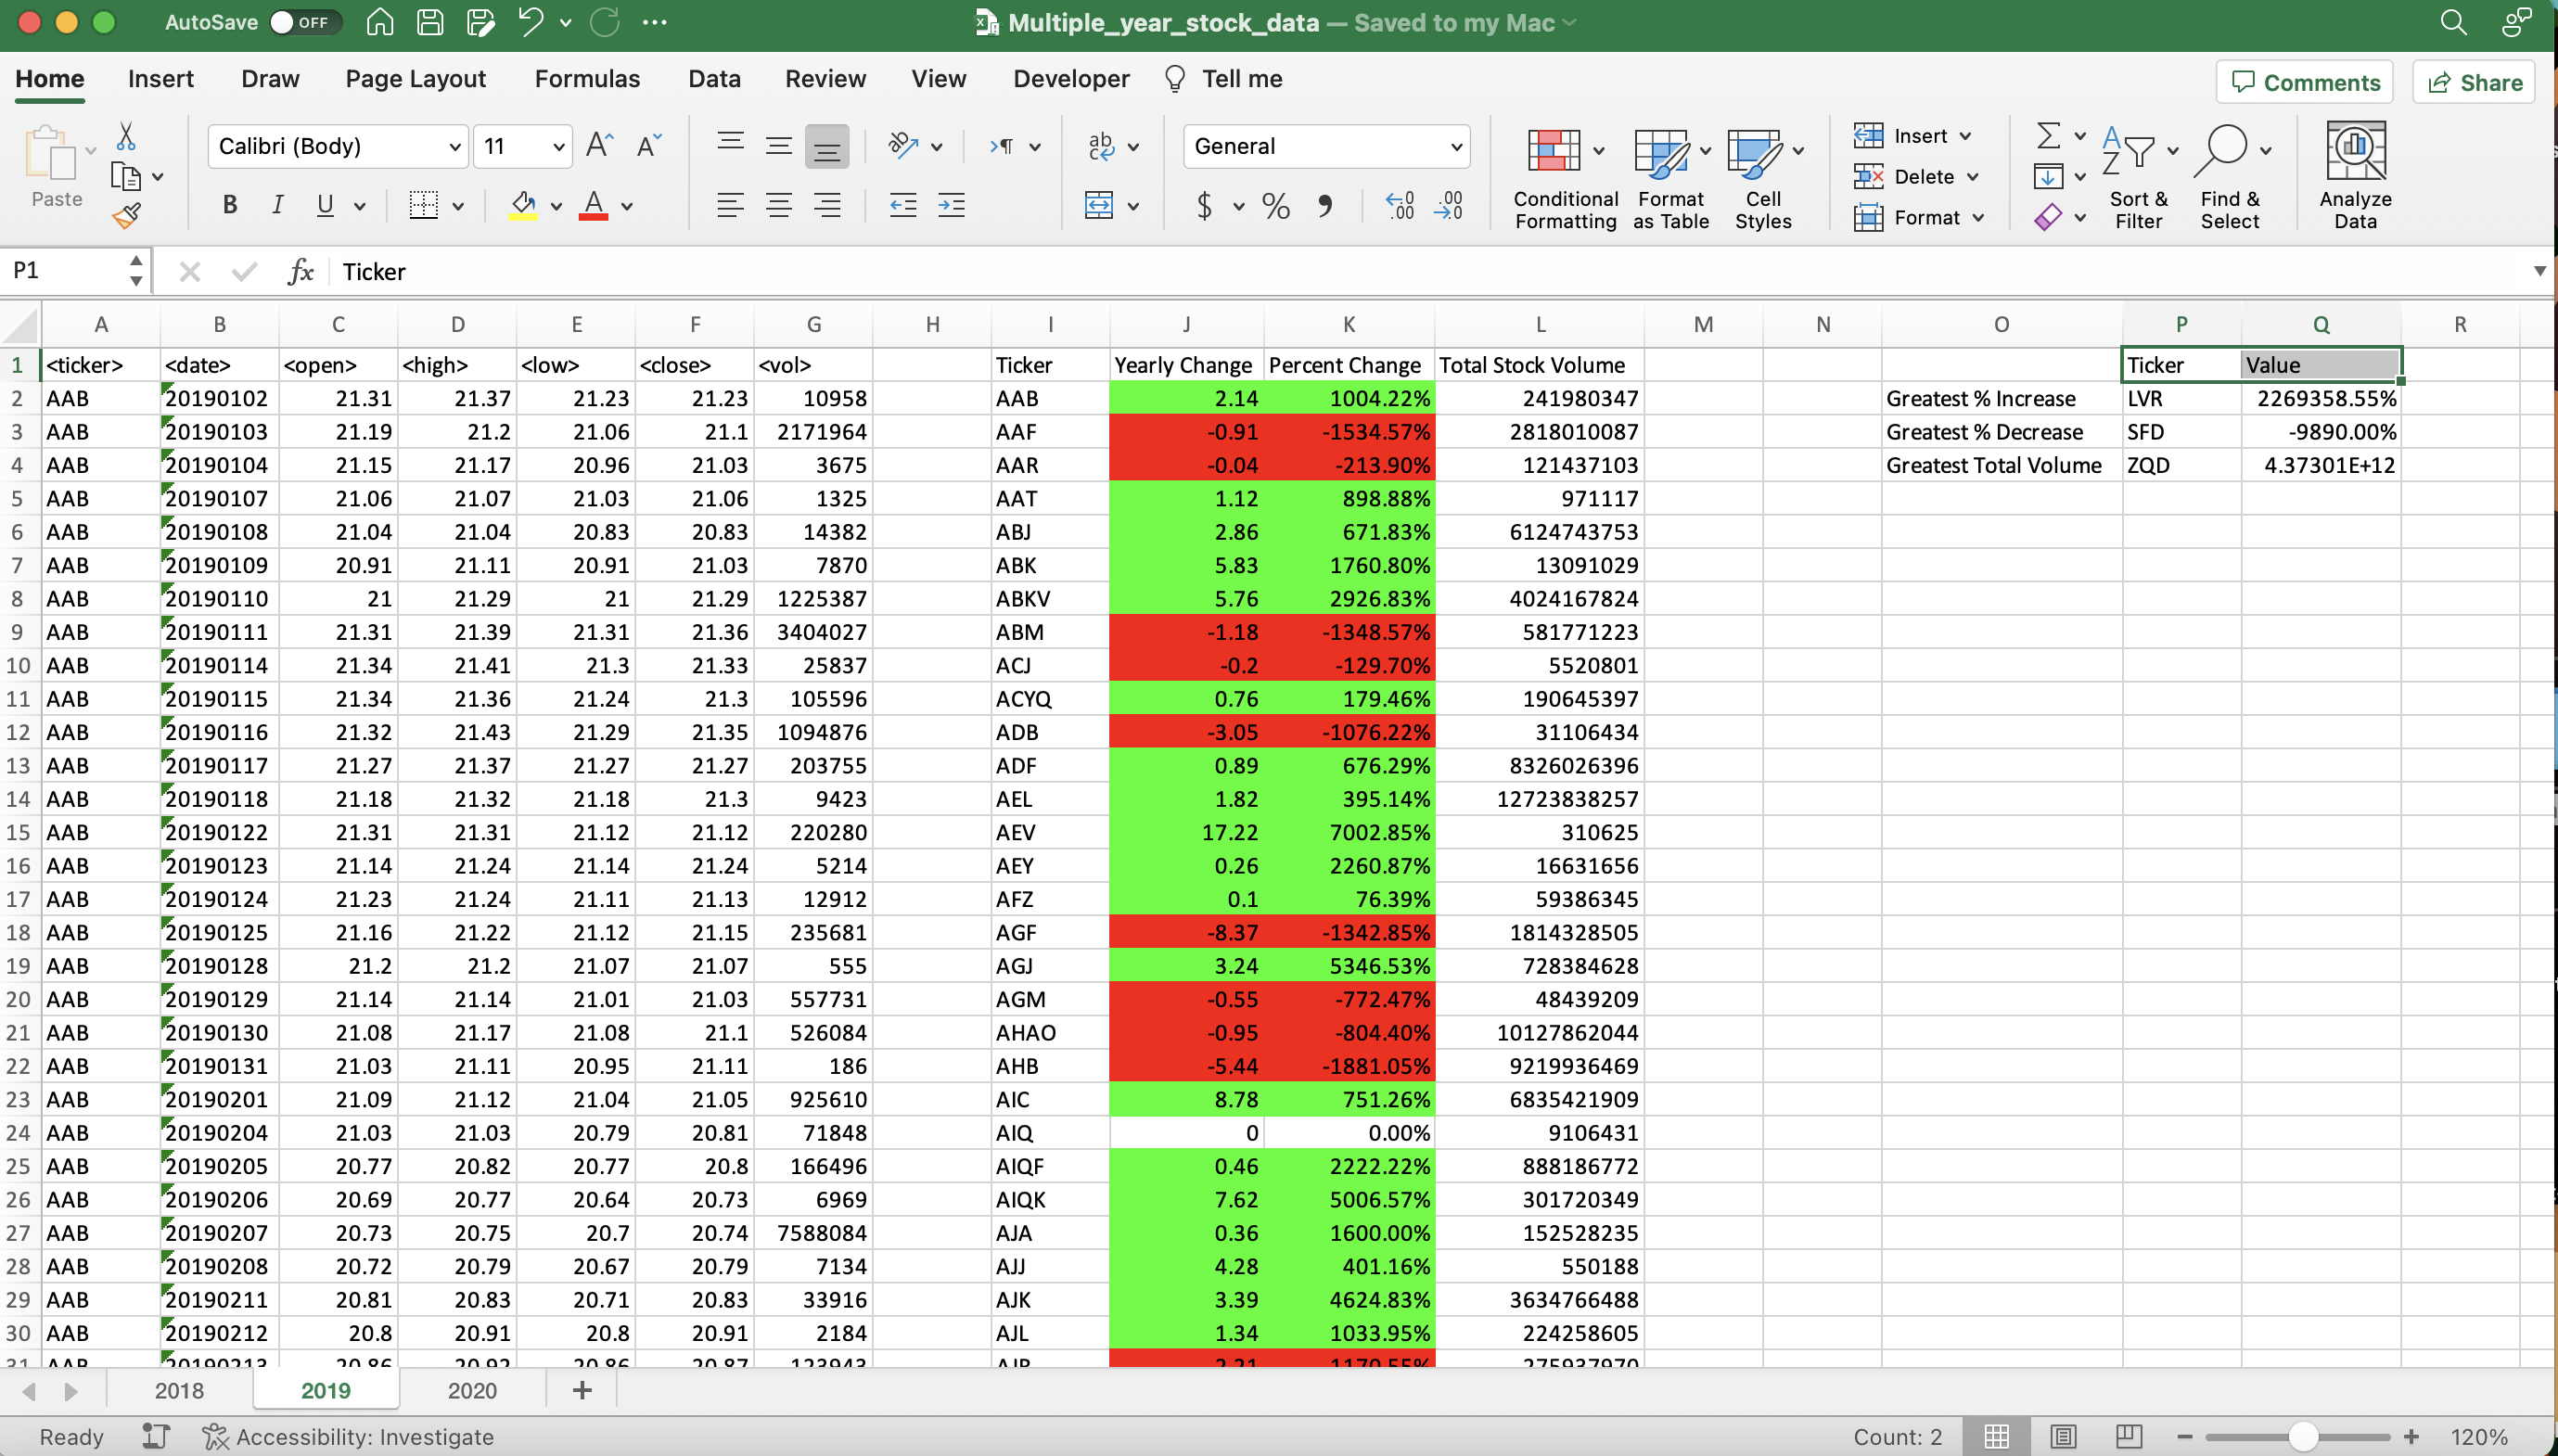 AutoSave OFF Multiple_year_stock_data — Saved to my Mac
Home Insert Draw Page Layout Formulas Data Review View Developer Tell me Comments Share
Paste Calibri (Body) 11 General Conditional Formatting Format as Table Cell Styles Insert Delete Format Sort & Filter Find & Select Analyze Data
P1 fx Ticker
A B C D E F G H I J K L M N O P Q R
1 <ticker> <date> <open> <high> <low> <close> <vol> Ticker Yearly Change Percent Change Total Stock Volume Ticker Value
2 AAB 20190102 21.31 21.37 21.23 21.23 10958 AAB 2.14 1004.22% 241980347 Greatest % Increase LVR 2269358.55%
3 AAB 20190103 21.19 21.2 21.06 21.1 2171964 AAF -0.91 -1534.57% 2818010087 Greatest % Decrease SFD -9890.00%
4 AAB 20190104 21.15 21.17 20.96 21.03 3675 AAR -0.04 -213.90% 121437103 Greatest Total Volume ZQD 4.37301E+12
5 AAB 20190107 21.06 21.07 21.03 21.06 1325 AAT 1.12 898.88% 971117
6 AAB 20190108 21.04 21.04 20.83 20.83 14382 ABJ 2.86 671.83% 6124743753
7 AAB 20190109 20.91 21.11 20.91 21.03 7870 ABK 5.83 1760.80% 13091029
8 AAB 20190110 21 21.29 21 21.29 1225387 ABKV 5.76 2926.83% 4024167824
9 AAB 20190111 21.31 21.39 21.31 21.36 3404027 ABM -1.18 -1348.57% 581771223
10 AAB 20190114 21.34 21.41 21.3 21.33 25837 ACJ -0.2 -129.70% 5520801
11 AAB 20190115 21.34 21.36 21.24 21.3 105596 ACYQ 0.76 179.46% 190645397
12 AAB 20190116 21.32 21.43 21.29 21.35 1094876 ADB -3.05 -1076.22% 31106434
13 AAB 20190117 21.27 21.37 21.27 21.27 203755 ADF 0.89 676.29% 8326026396
14 AAB 20190118 21.18 21.32 21.18 21.3 9423 AEL 1.82 395.14% 12723838257
15 AAB 20190122 21.31 21.31 21.12 21.12 220280 AEV 17.22 7002.85% 310625
16 AAB 20190123 21.14 21.24 21.14 21.24 5214 AEY 0.26 2260.87% 16631656
17 AAB 20190124 21.23 21.24 21.11 21.13 12912 AFZ 0.1 76.39% 59386345
18 AAB 20190125 21.16 21.22 21.12 21.15 235681 AGF -8.37 -1342.85% 1814328505
19 AAB 20190128 21.2 21.2 21.07 21.07 555 AGJ 3.24 5346.53% 728384628
20 AAB 20190129 21.14 21.14 21.01 21.03 557731 AGM -0.55 -772.47% 48439209
21 AAB 20190130 21.08 21.17 21.08 21.1 526084 AHAO -0.95 -804.40% 10127862044
22 AAB 20190131 21.03 21.11 20.95 21.11 186 AHB -5.44 -1881.05% 9219936469
23 AAB 20190201 21.09 21.12 21.04 21.05 925610 AIC 8.78 751.26% 6835421909
24 AAB 20190204 21.03 21.03 20.79 20.81 71848 AIQ 0 0.00% 9106431
25 AAB 20190205 20.77 20.82 20.77 20.8 166496 AIQF 0.46 2222.22% 888186772
26 AAB 20190206 20.69 20.77 20.64 20.73 6969 AIQK 7.62 5006.57% 301720349
27 AAB 20190207 20.73 20.75 20.7 20.74 7588084 AJA 0.36 1600.00% 152528235
28 AAB 20190208 20.72 20.79 20.67 20.79 7134 AJJ 4.28 401.16% 550188
29 AAB 20190211 20.81 20.83 20.71 20.83 33916 AJK 3.39 4624.83% 3634766488
30 AAB 20190212 20.8 20.91 20.8 20.91 2184 AJL 1.34 1033.95% 224258605
31 AAB 20190213 20.86 20.92 20.86 20.87
2018 2019 2020 +
Ready Accessibility: Investigate Count: 2 120%